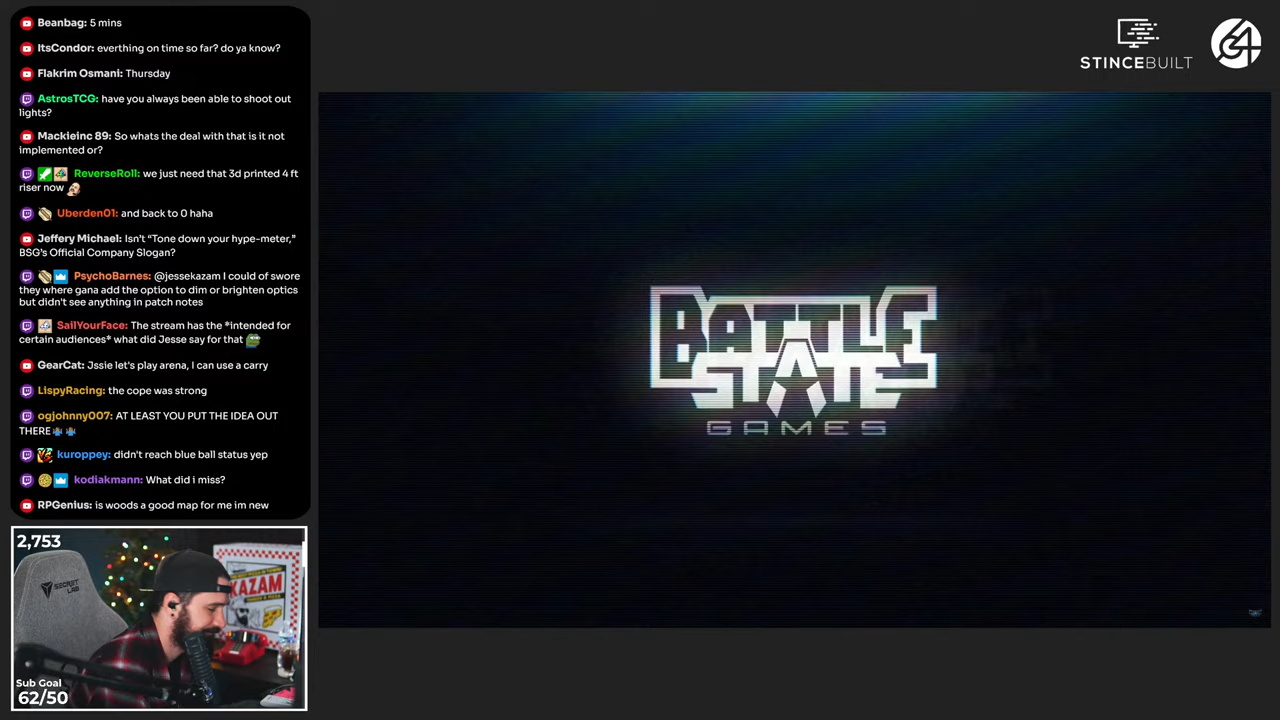 Beanbag: 5 mins
ItsCondor: everthing on time so far? do ya know?
Flakrim Osmani: Thursday
AstrosTCG: have you always been able to shoot out
lights?
Mackieinc 89: So whats the deal with that is it not
implemented or?
ReverseRoll: we just need that 3d printed 4 ft
riser now
Uberden01: and back to 0 haha
Jeffery Michael: Isn't “Tone down your hype-meter,”
BSG's Official Company Slogan?
PsychoBarnes: @jessekazam I could of swore
they where gana add the option to dim or brighten optics
but didn't see anything in patch notes
SailYourFace: The stream has the *intended for
certain audiences* what did Jesse say for that
GearCat: Jssie let's play arena, I can use a carry
LispyRacing: the cope was strong
ogjohnny007: AT LEAST YOU PUT THE IDEA OUT
THERE
kuroppey: didn't reach blue ball status yep
kodiakmann: What did i miss?
RPGenius: is woods a good map for me im new
2,753
SECRET
LAB
KAZAM
Sub Goal
62/50
STINCEBUILT
G4
BATTLE
STATE
GAMES